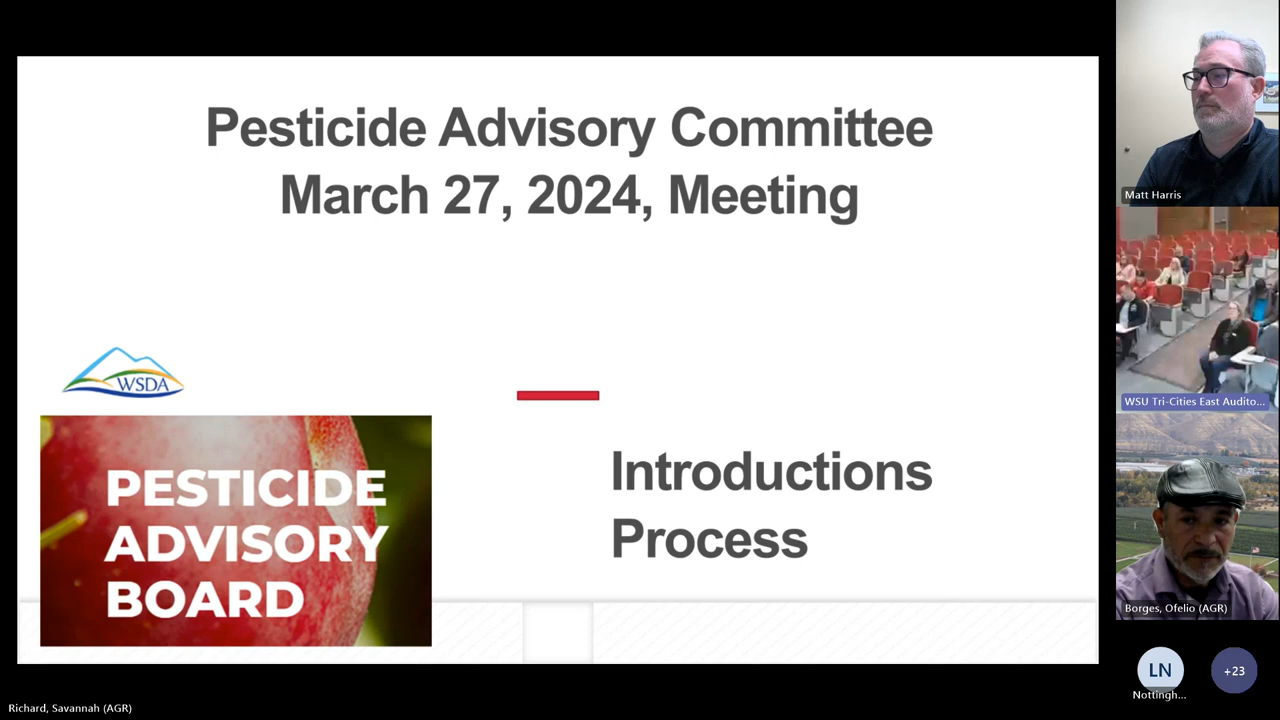 Pesticide Advisory Committee
March 27, 2024, Meeting
WSDA
PESTICIDE
ADVISORY
BOARD
Introductions
Process
Matt Harris
WSU Tri-Cities East Audito...
Borges, Ofelio (AGR)
LN
Nottingh...
+23
Richard, Savannah (AGR)